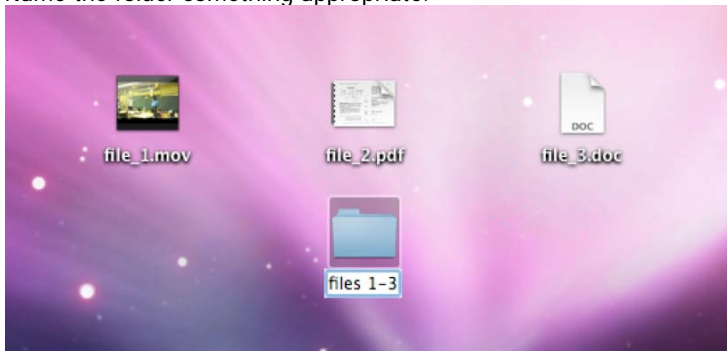 Name the folder something appropriate.
DOC
file_1.mov file_2.pdf file_3.doc
files 1-3